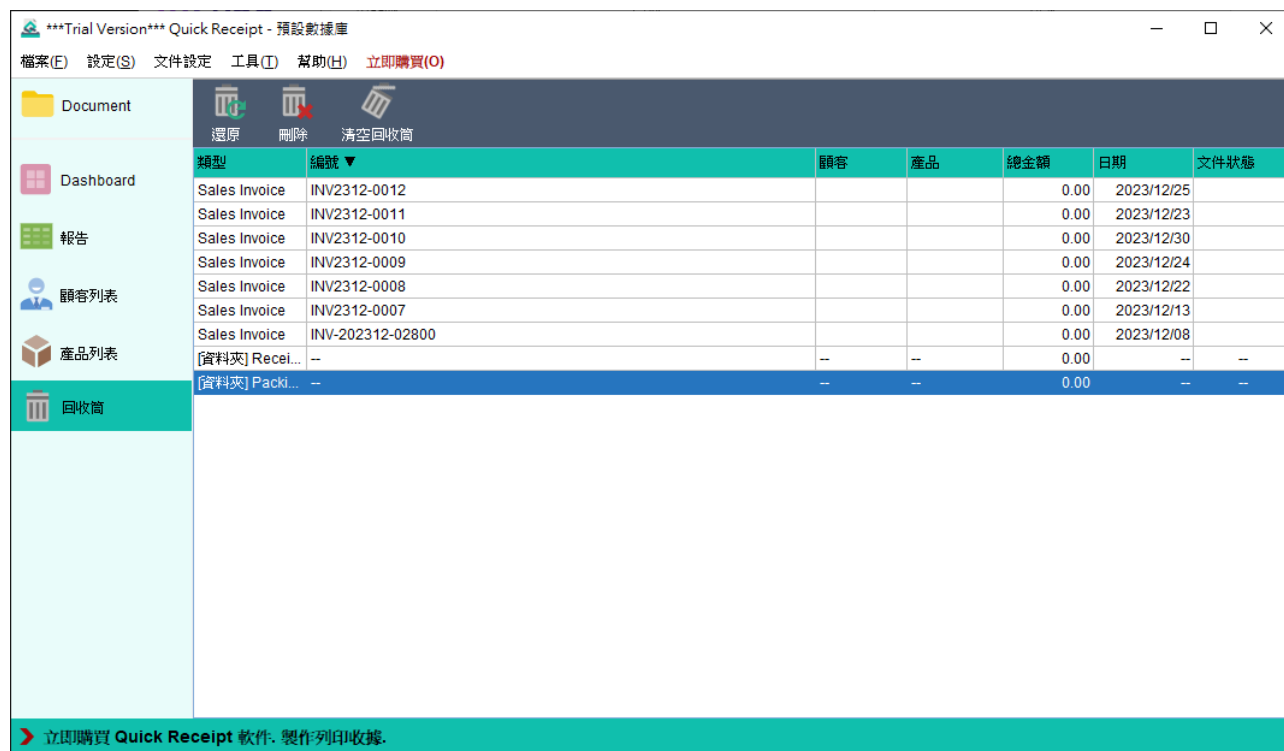 ***Trial Version*** Quick Receipt - 預設數據庫
檔案(F) 設定(S) 文件設定 工具(T) 幫助(H) 立即購買(O)
Document
Dashboard
報告
顧客列表
產品列表
回收筒
還原 刪除 清空回收筒
類型 編號 ▼ 顧客 產品 總金額 日期 文件狀態
Sales Invoice INV2312-0012 0.00 2023/12/25
Sales Invoice INV2312-0011 0.00 2023/12/23
Sales Invoice INV2312-0010 0.00 2023/12/30
Sales Invoice INV2312-0009 0.00 2023/12/24
Sales Invoice INV2312-0008 0.00 2023/12/22
Sales Invoice INV2312-0007 0.00 2023/12/13
Sales Invoice INV-202312-02800 0.00 2023/12/08
[資料夾] Recei... -- -- -- 0.00 -- --
[資料夾] Packi... -- -- -- 0.00 -- --
立即購買 Quick Receipt 軟件. 製作列印收據.